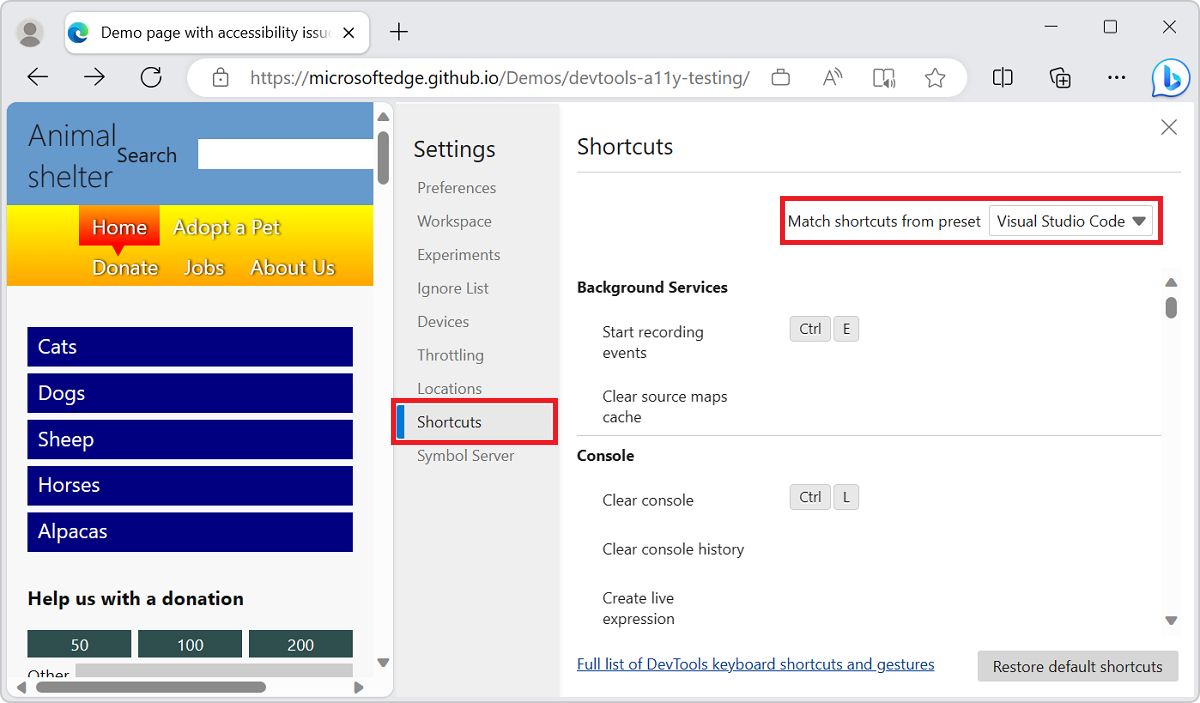 Demo page with accessibility issu
https://microsoftedge.github.io/Demos/devtools-a11y-testing/
Animal
shelter
Search
Home
Adopt a Pet
Donate
Jobs
About Us
Cats
Dogs
Sheep
Horses
Alpacas
Help us with a donation
50
100
200
Other
Settings
Preferences
Workspace
Experiments
Ignore List
Devices
Throttling
Locations
Shortcuts
Symbol Server
Shortcuts
Match shortcuts from preset
Visual Studio Code
Background Services
Start recording
events
Ctrl E
Clear source maps
cache
Console
Clear console
Ctrl L
Clear console history
Create live
expression
Full list of DevTools keyboard shortcuts and gestures
Restore default shortcuts